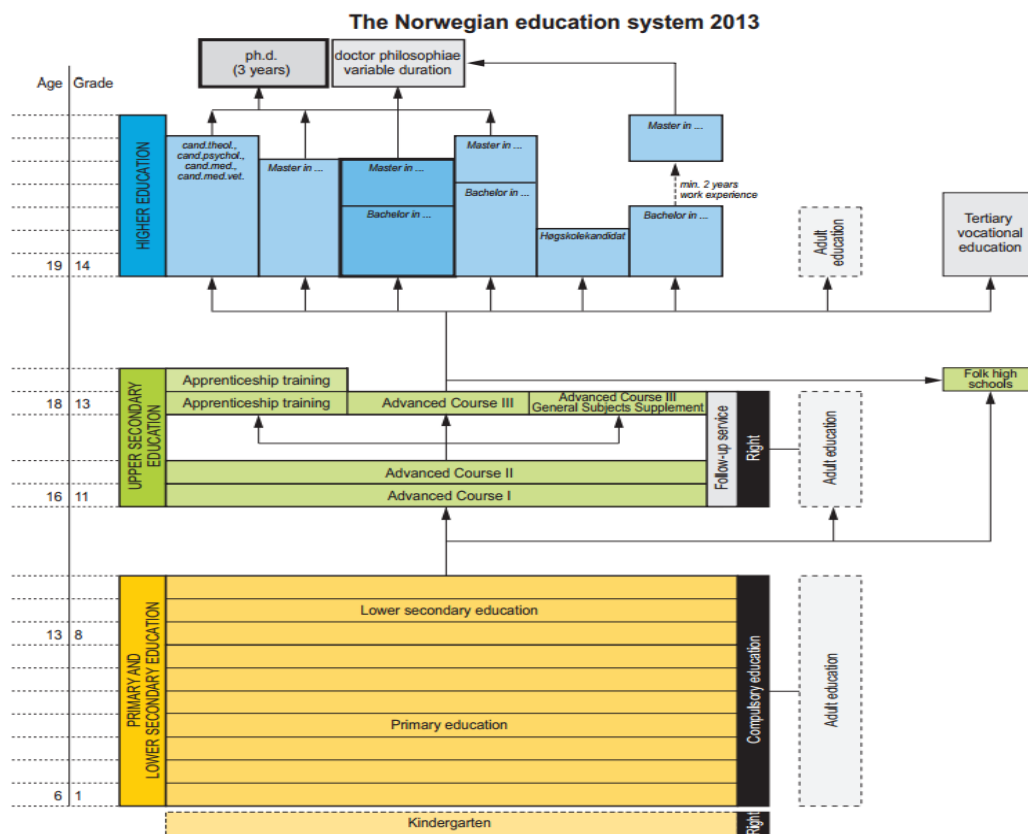 The Norwegian education system 2013
Age Grade
ph.d.
(3 years)
doctor philosophiae
variable duration
HIGHER EDUCATION
cand.theol.,
cand.psychol.,
cand.med.,
cand.med.vet.
Master in ...
Master in ...
Bachelor in ...
Master in ...
Bachelor in ...
Høgskolekandidat
Master in ...
min. 2 years
work experience
Bachelor in ...
Adult
education
Tertiary
vocational
education
19 14
UPPER SECONDARY
EDUCATION
Apprenticeship training
Apprenticeship training
Advanced Course III
Advanced Course III
General Subjects Supplement
Folk high
schools
18 13
Advanced Course II
Advanced Course I
Follow-up service
Right
Adult education
16 11
PRIMARY AND
LOWER SECONDARY EDUCATION
Lower secondary education
13 8
Primary education
Compulsory education
Adult education
6 1
Kindergarten
Right